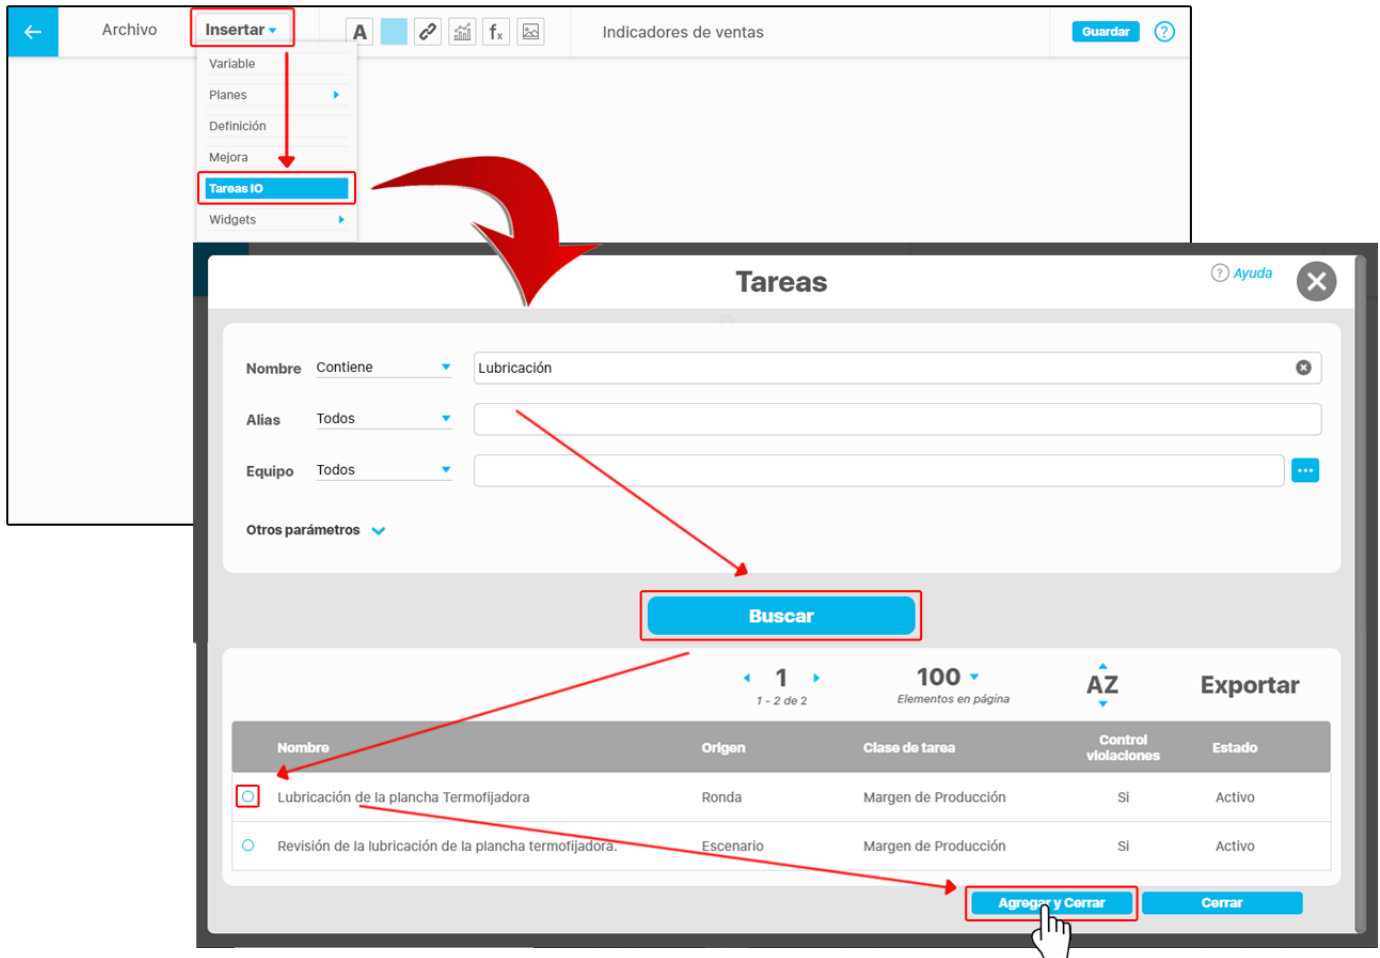 Archivo
Insertar
A
fx
Indicadores de ventas
Guardar
?
Variable
Planes
Definición
Mejora
Tareas IO
Widgets
Tareas
? Ayuda
Nombre Contiene Lubricación
Alias Todos
Equipo Todos ...
Otros parámetros
Buscar
1 100 AZ Exportar
1 - 2 de 2 Elementos en página
Nombre Origen Clase de tarea Control violaciones Estado
Lubricación de la plancha Termofijadora Ronda Margen de Producción Si Activo
Revisión de la lubricación de la plancha termofijadora. Escenario Margen de Producción Si Activo
Agregar y Cerrar Cerrar